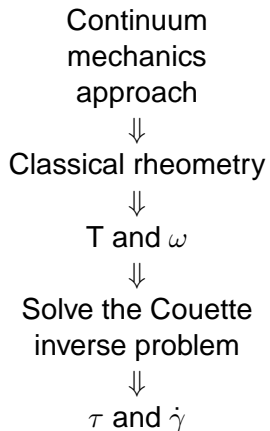 Continuum
mechanics
approach
⇓
Classical rheometry
⇓
T and ω
⇓
Solve the Couette
inverse problem
⇓
τ and γ̇